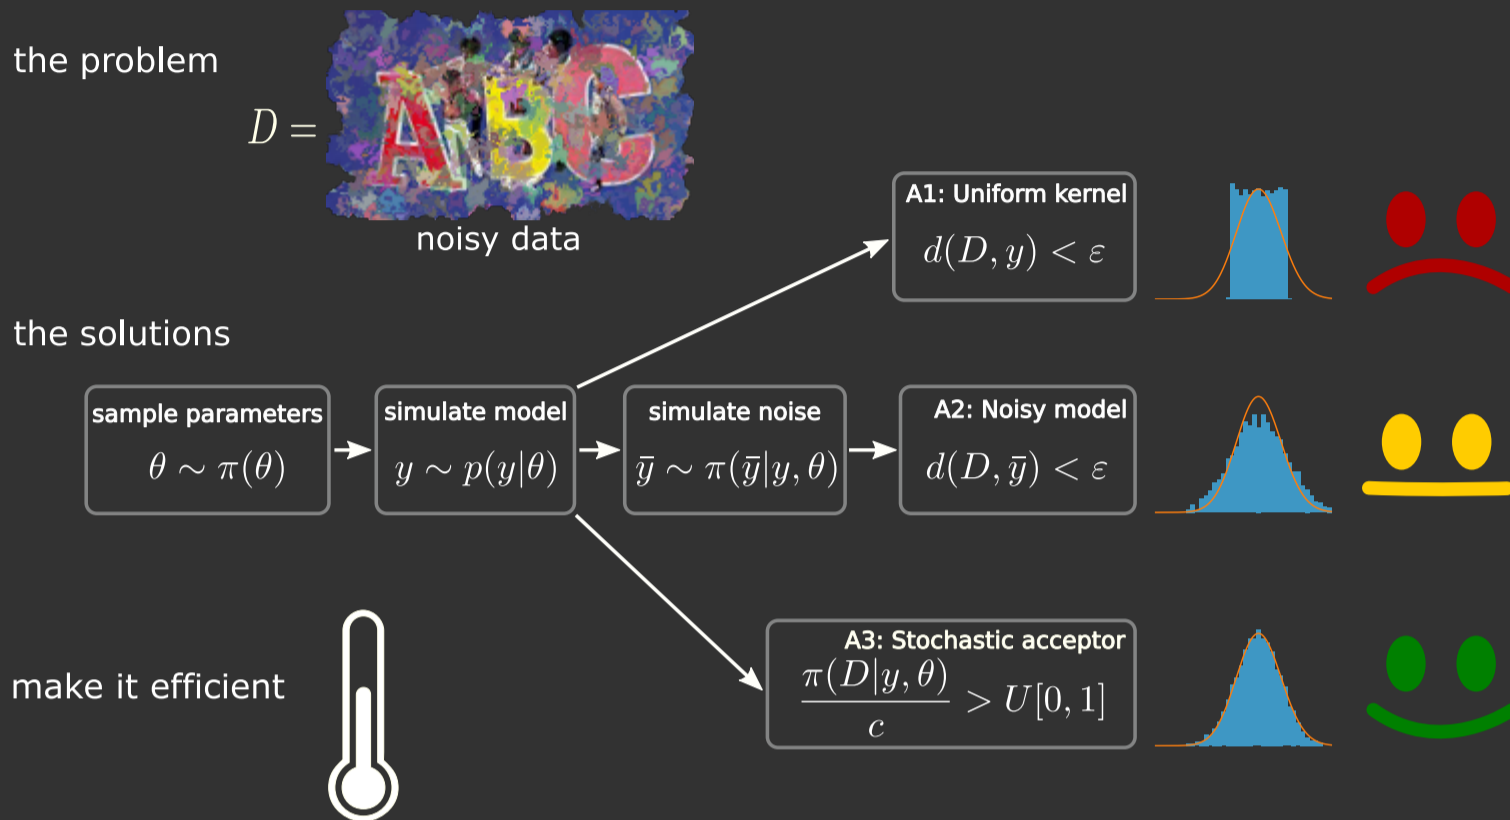 the problem
D =
ABC
noisy data
A1: Uniform kernel
d(D, y) < ε
the solutions
sample parameters
θ ∼ π(θ)
simulate model
y ∼ p(y|θ)
simulate noise
ȳ ∼ π(ȳ|y, θ)
A2: Noisy model
d(D, ȳ) < ε
make it efficient
A3: Stochastic acceptor
π(D|y, θ)
c
> U[0, 1]